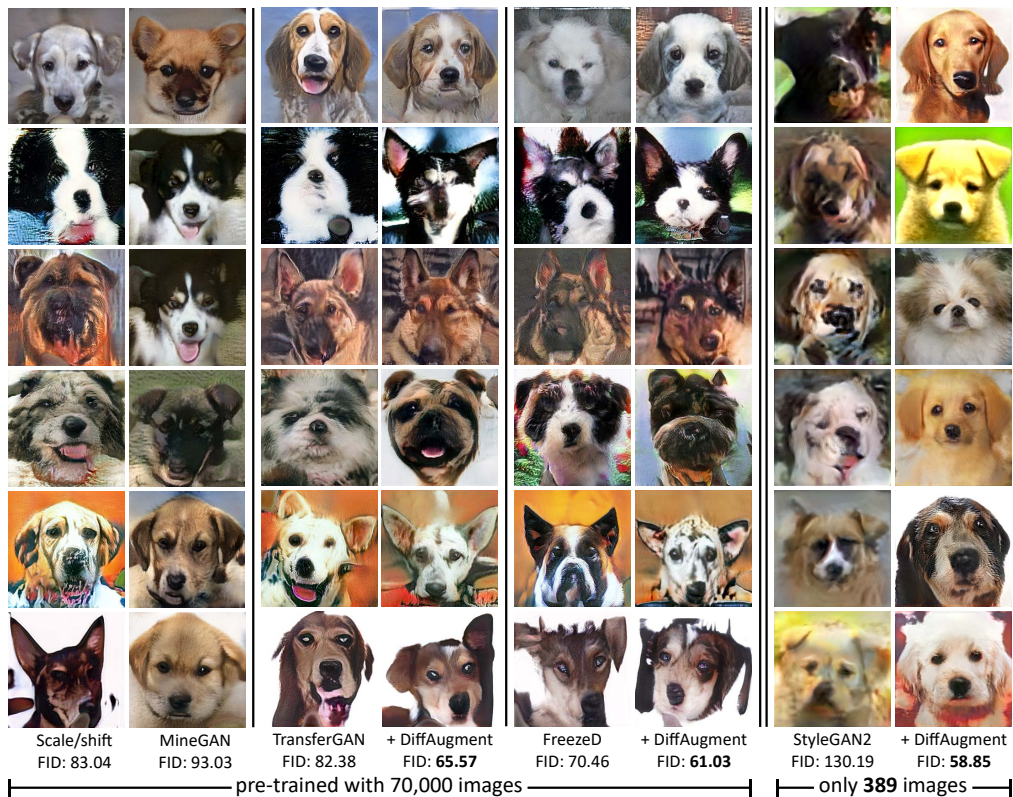 Scale/shift MineGAN TransferGAN + DiffAugment FreezeD + DiffAugment StyleGAN2 + DiffAugment
FID: 83.04 FID: 93.03 FID: 82.38 FID: 65.57 FID: 70.46 FID: 61.03 FID: 130.19 FID: 58.85
pre-trained with 70,000 images only 389 images